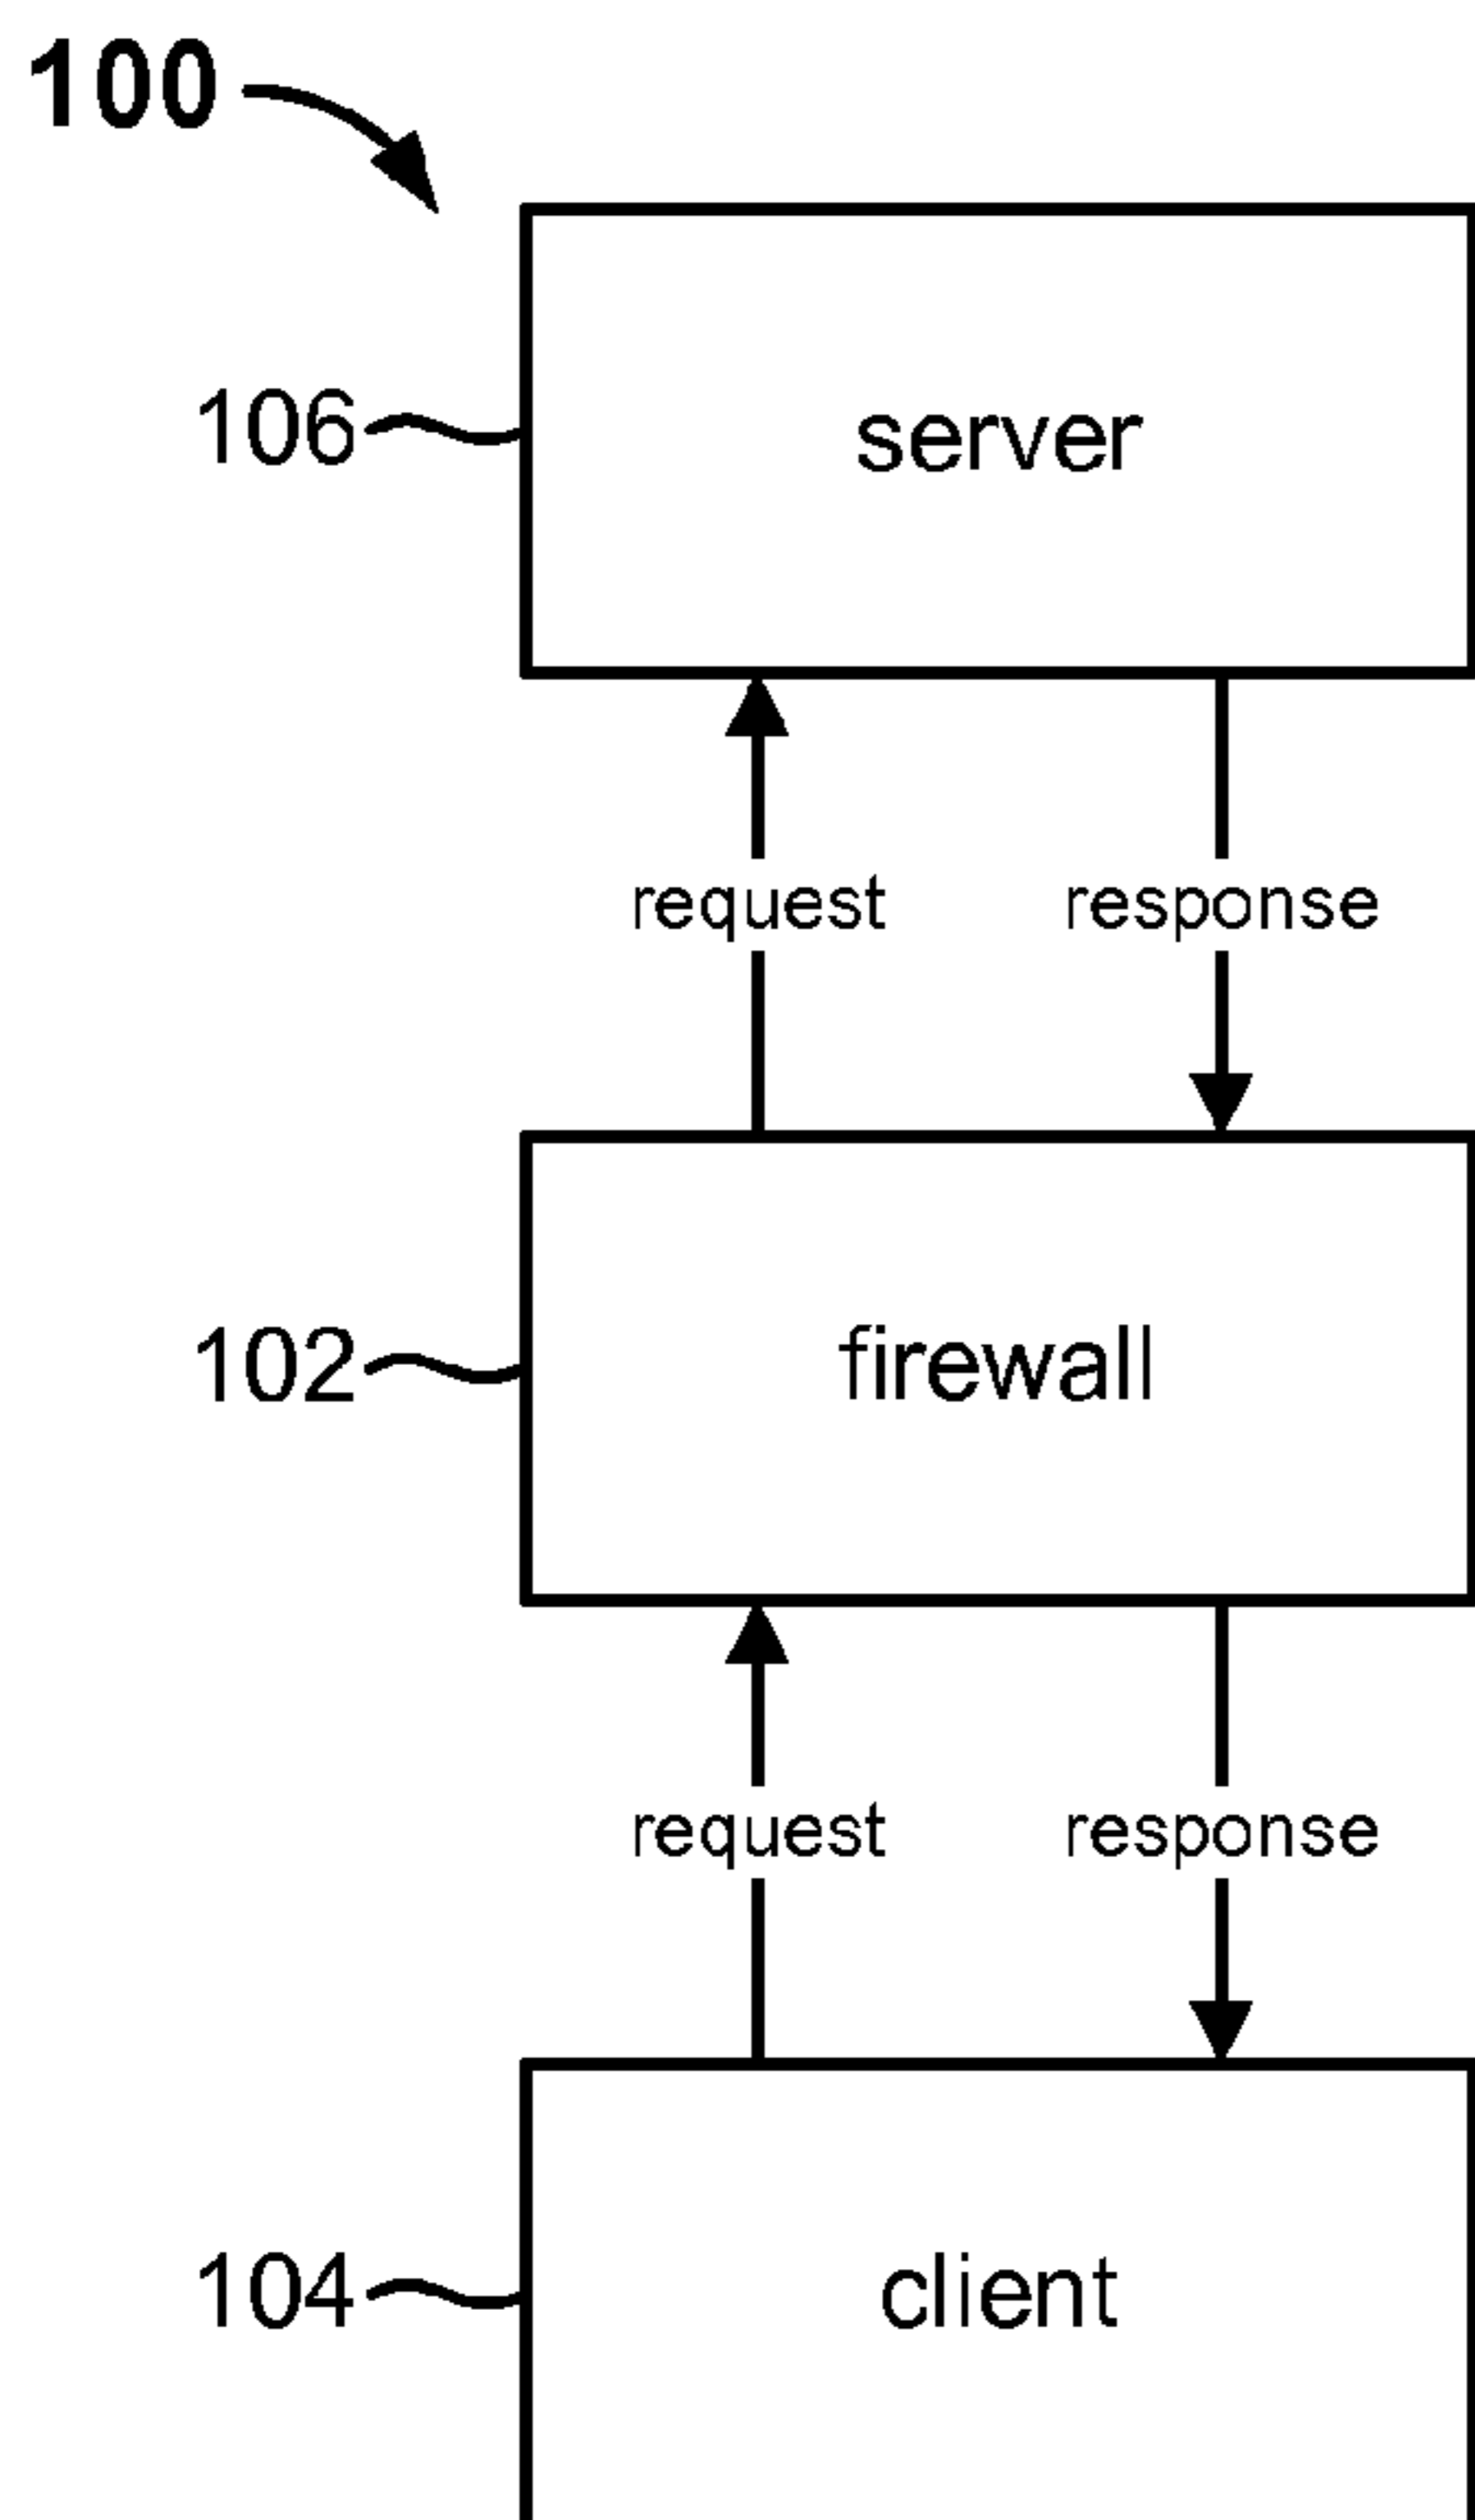 100
106 server
request response
102 firewall
request response
104 client